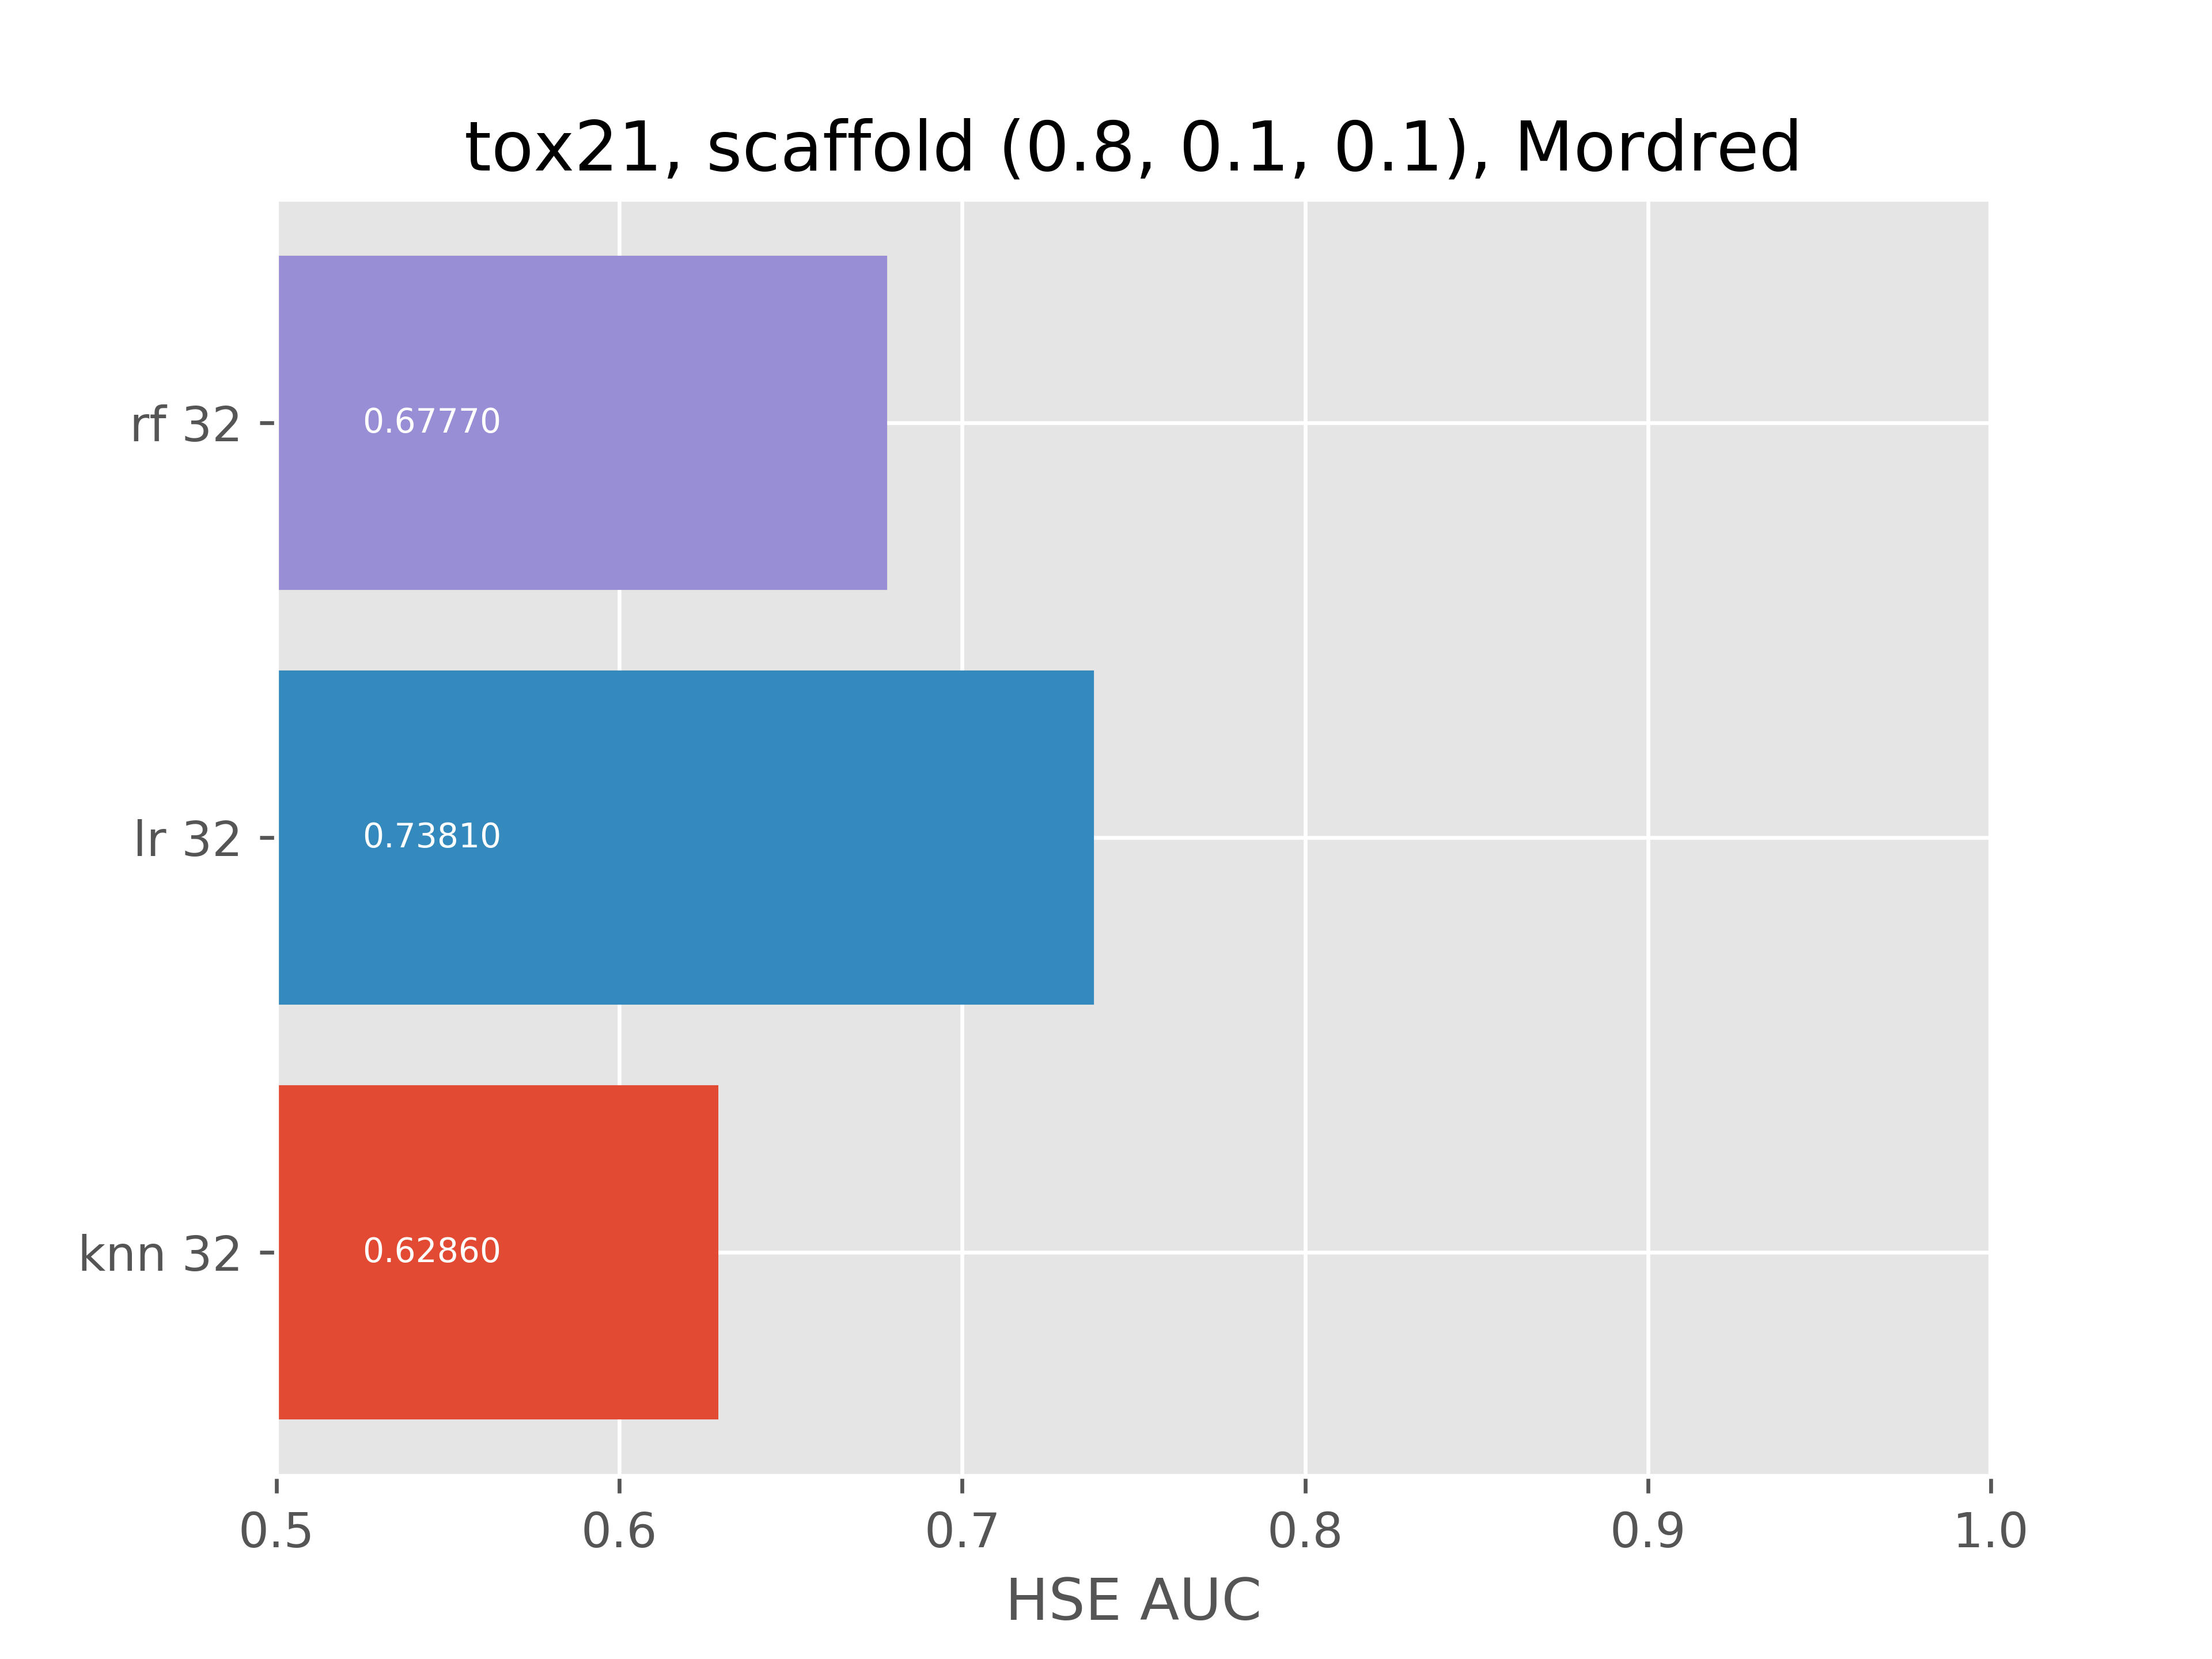 tox21, scaffold (0.8, 0.1, 0.1), Mordred
rf 32
0.67770
lr 32
0.73810
knn 32
0.62860
0.5 0.6 0.7 0.8 0.9 1.0
HSE AUC